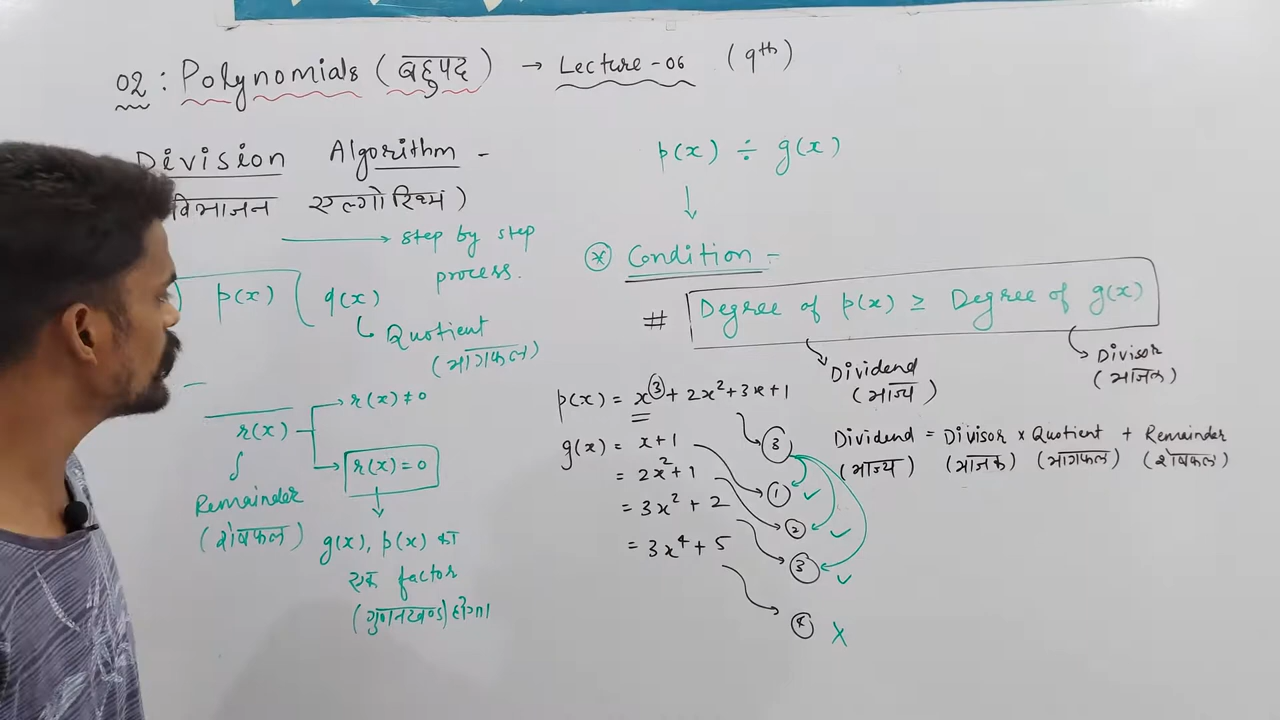 02 : Polynomials (बहुपद) → Lecture-06 (9th)
Division Algorithm -
विभाजन एल्गोरिथ्म)
→ step by step
process.
p(x) ( q(x)
Quotient
(भागफल)
r(x)
r(x) ≠ 0
r(x) = 0
Remainder
(शेषफल)
g(x), p(x) का
एक factor
(गुणनखण्ड) होगा
p(x) ÷ g(x)
↓
* Condition -
# Degree of p(x) ≥ Degree of g(x)
Dividend
(भाज्य)
Divisor
(भाजक)
p(x) = x³ + 2x² + 3x + 1
g(x) = x + 1
= 2x² + 1
= 3x² + 2
= 3x⁴ + 5
3
1 ✓
2 ✓
3 ✓
4 X
Dividend = Divisor × Quotient + Remainder
(भाज्य) (भाजक) (भागफल) (शेषफल)